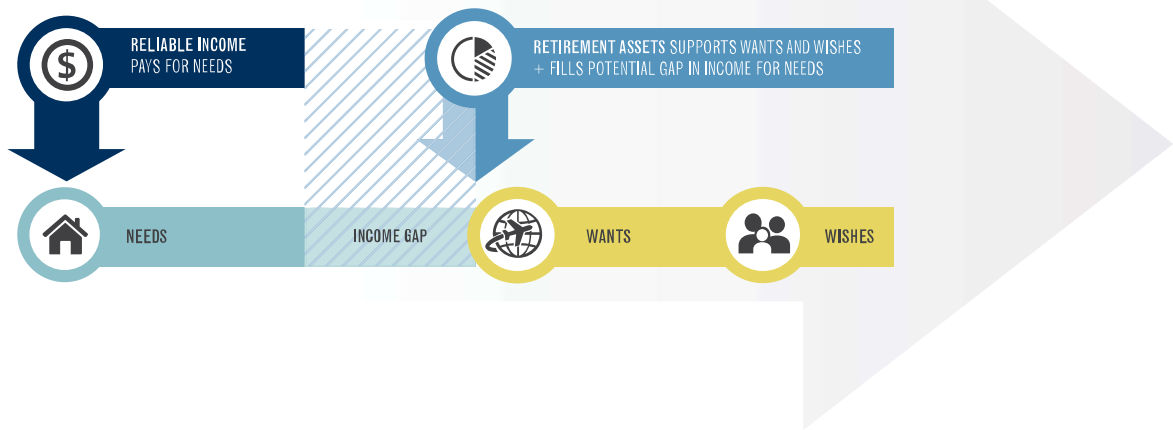 RELIABLE INCOME
PAYS FOR NEEDS
RETIREMENT ASSETS SUPPORTS WANTS AND WISHES
+ FILLS POTENTIAL GAP IN INCOME FOR NEEDS
$
NEEDS
INCOME GAP
WANTS
WISHES